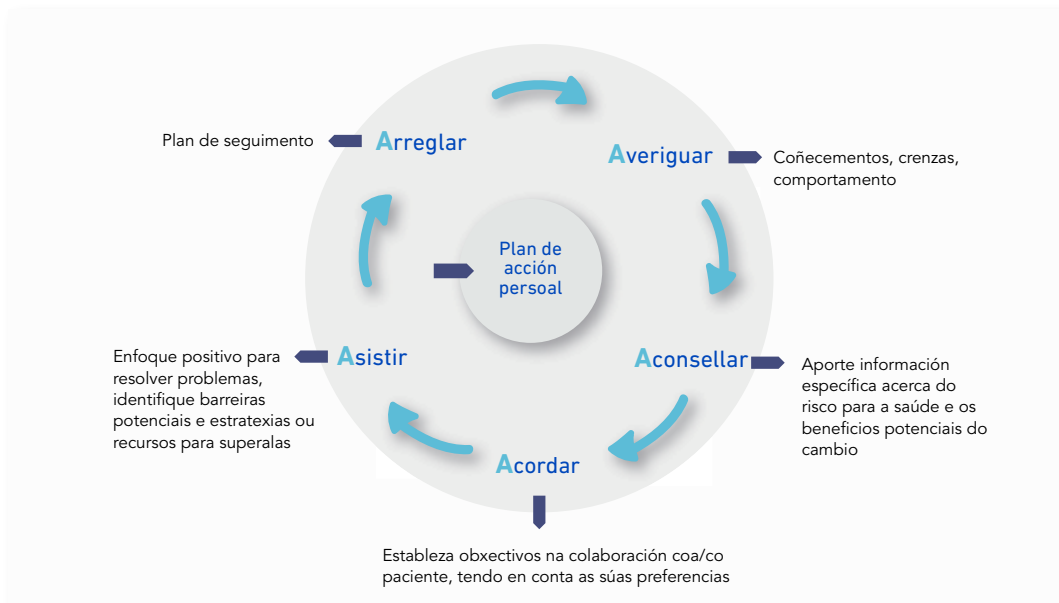 Plan de seguimento
Arreglar
Averiguar
Coñecementos, crenzas,
comportamento
Plan de
acción
persoal
Enfoque positivo para
resolver problemas,
identifique barreiras
potenciais e estratexias ou
recursos para superalas
Asistir
Aconsellar
Aporte información
específica acerca do
risco para a saúde e os
beneficios potenciais do
cambio
Acordar
Estableza obxectivos na colaboración coa/co
paciente, tendo en conta as súas preferencias